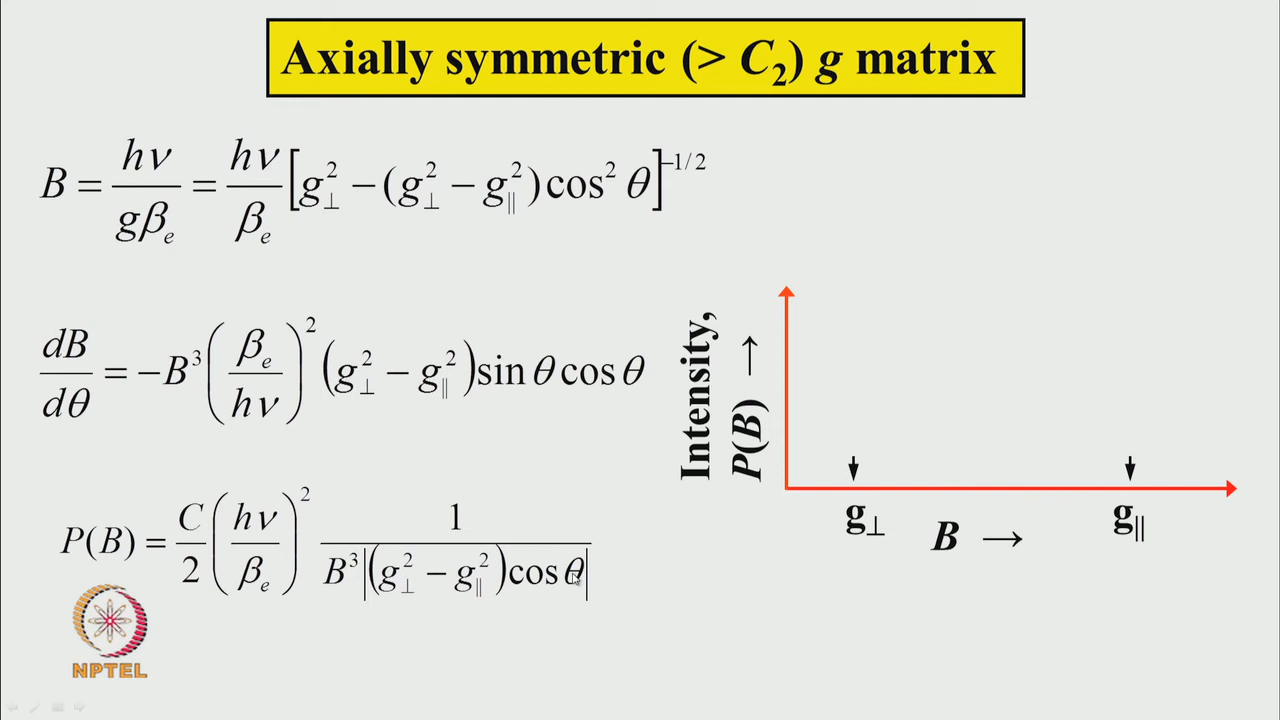 Axially symmetric (> C₂) g matrix
B = hν / gβₑ = hν / βₑ [g⊥² − (g⊥² − g∥²)cos² θ]^−1/2
dB / dθ = −B³ (βₑ / hν)² (g⊥² − g∥²)sin θ cos θ
P(B) = C / 2 (hν / βₑ)² 1 / B³|(g⊥² − g∥²)cos θ|
Intensity,
P(B) →
g⊥ B → g∥
NPTEL